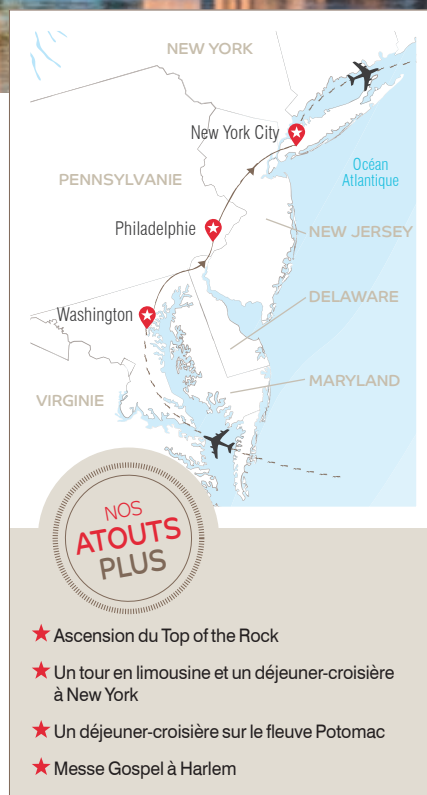 NEW YORK
New York City
Océan
Atlantique
PENNSYLVANIE
Philadelphie
NEW JERSEY
DELAWARE
Washington
MARYLAND
VIRGINIE
NOS
ATOUTS
PLUS
Ascension du Top of the Rock
Un tour en limousine et un déjeuner-croisière
à New York
Un déjeuner-croisière sur le fleuve Potomac
Messe Gospel à Harlem